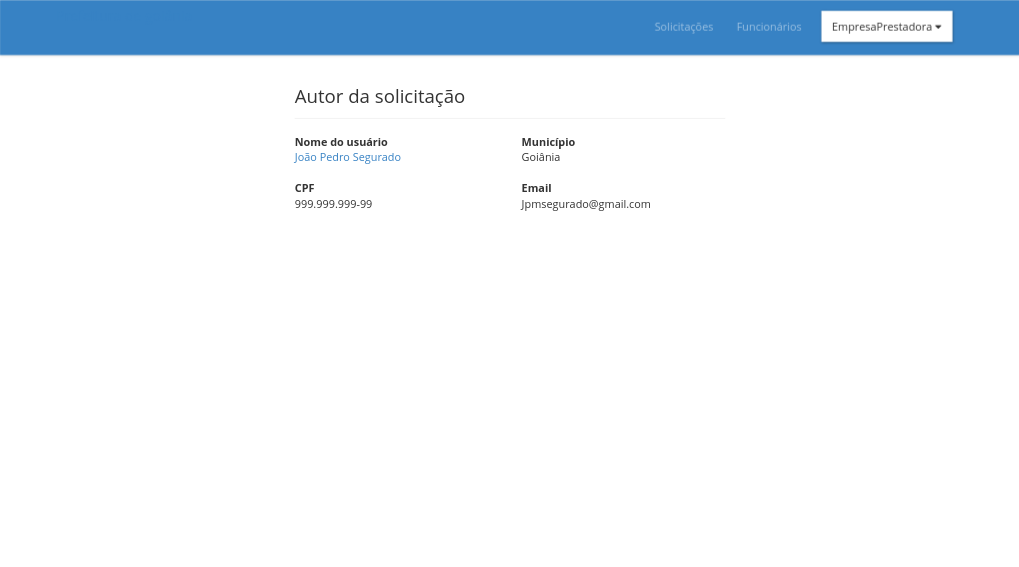 Solicitações Funcionários EmpresaPrestadora
Autor da solicitação
Nome do usuário Município
João Pedro Segurado Goiânia
CPF Email
999.999.999-99 Jpmsegurado@gmail.com